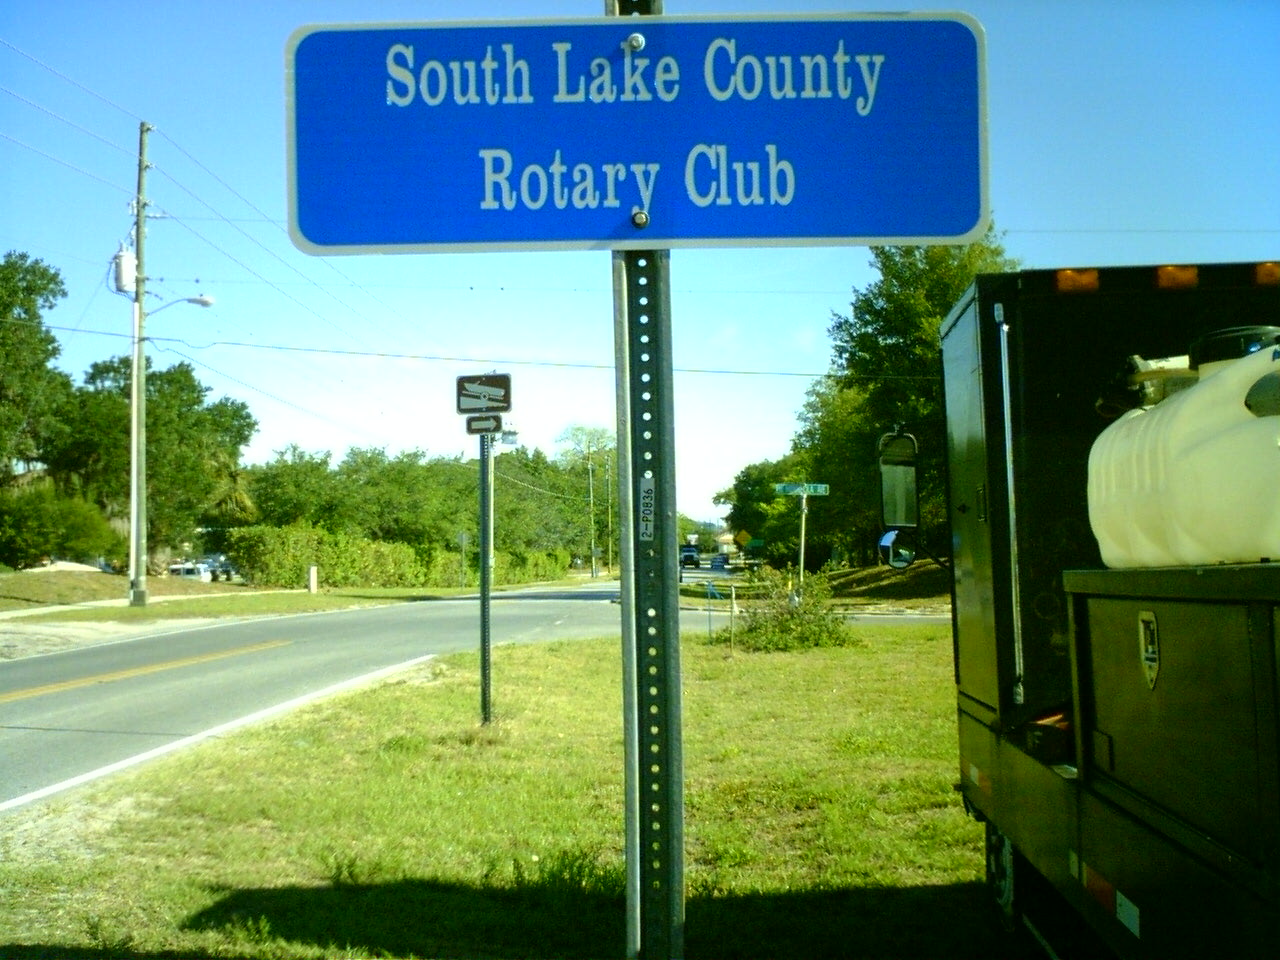 South Lake County
Rotary Club
2-P0836